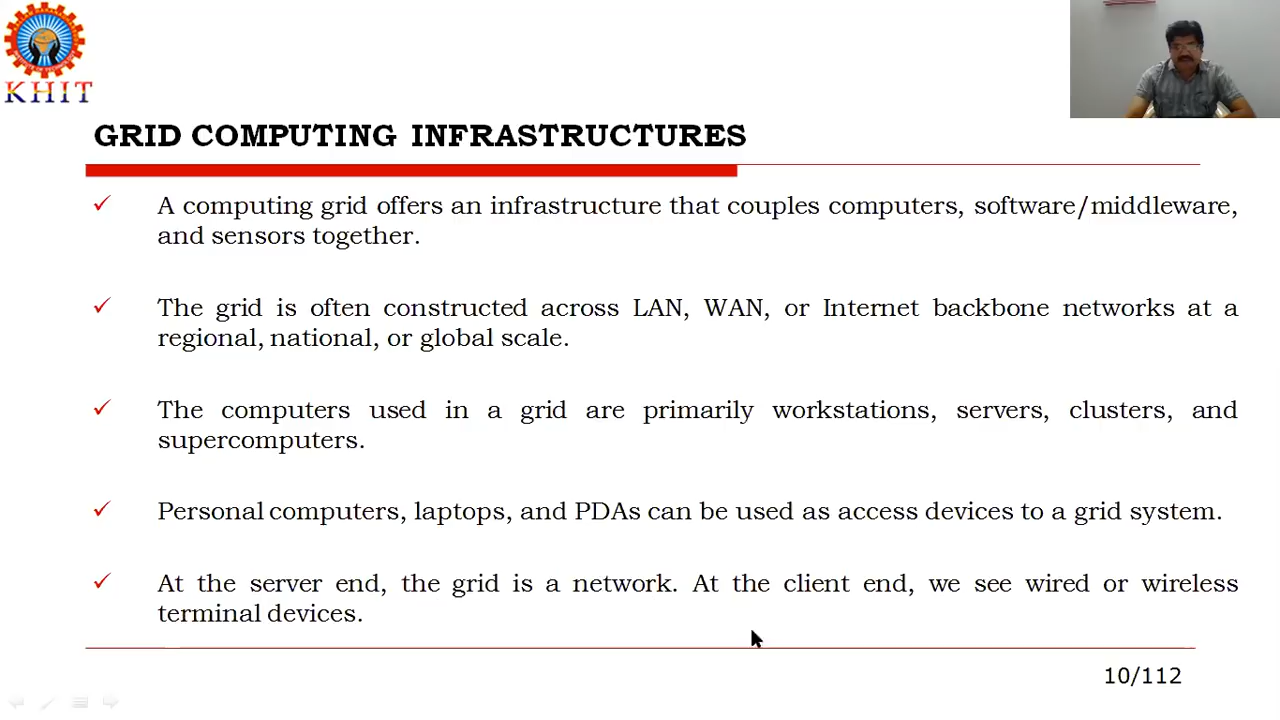 KHIT
GRID COMPUTING INFRASTRUCTURES
A computing grid offers an infrastructure that couples computers, software/middleware,
and sensors together.
The grid is often constructed across LAN, WAN, or Internet backbone networks at a
regional, national, or global scale.
The computers used in a grid are primarily workstations, servers, clusters, and
supercomputers.
Personal computers, laptops, and PDAs can be used as access devices to a grid system.
At the server end, the grid is a network. At the client end, we see wired or wireless
terminal devices.
10/112